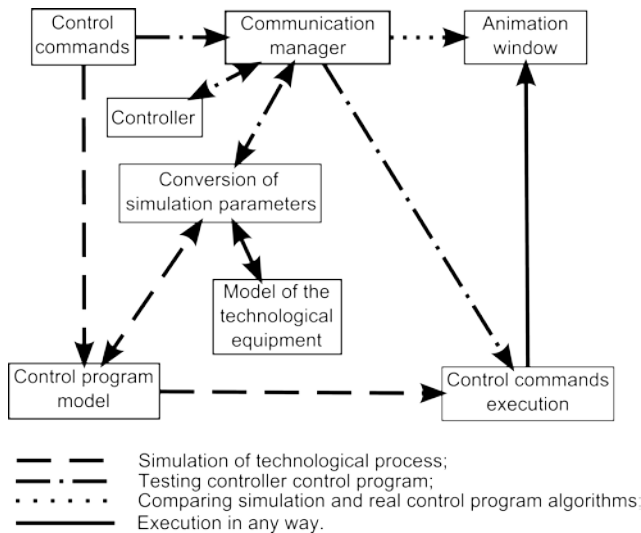 Control
commands
Communication
manager
Animation
window
Controller
Conversion of
simulation parameters
Model of the
technological
equipment
Control program
model
Control commands
execution
Simulation of technological process;
Testing controller control program;
Comparing simulation and real control program algorithms;
Execution in any way.